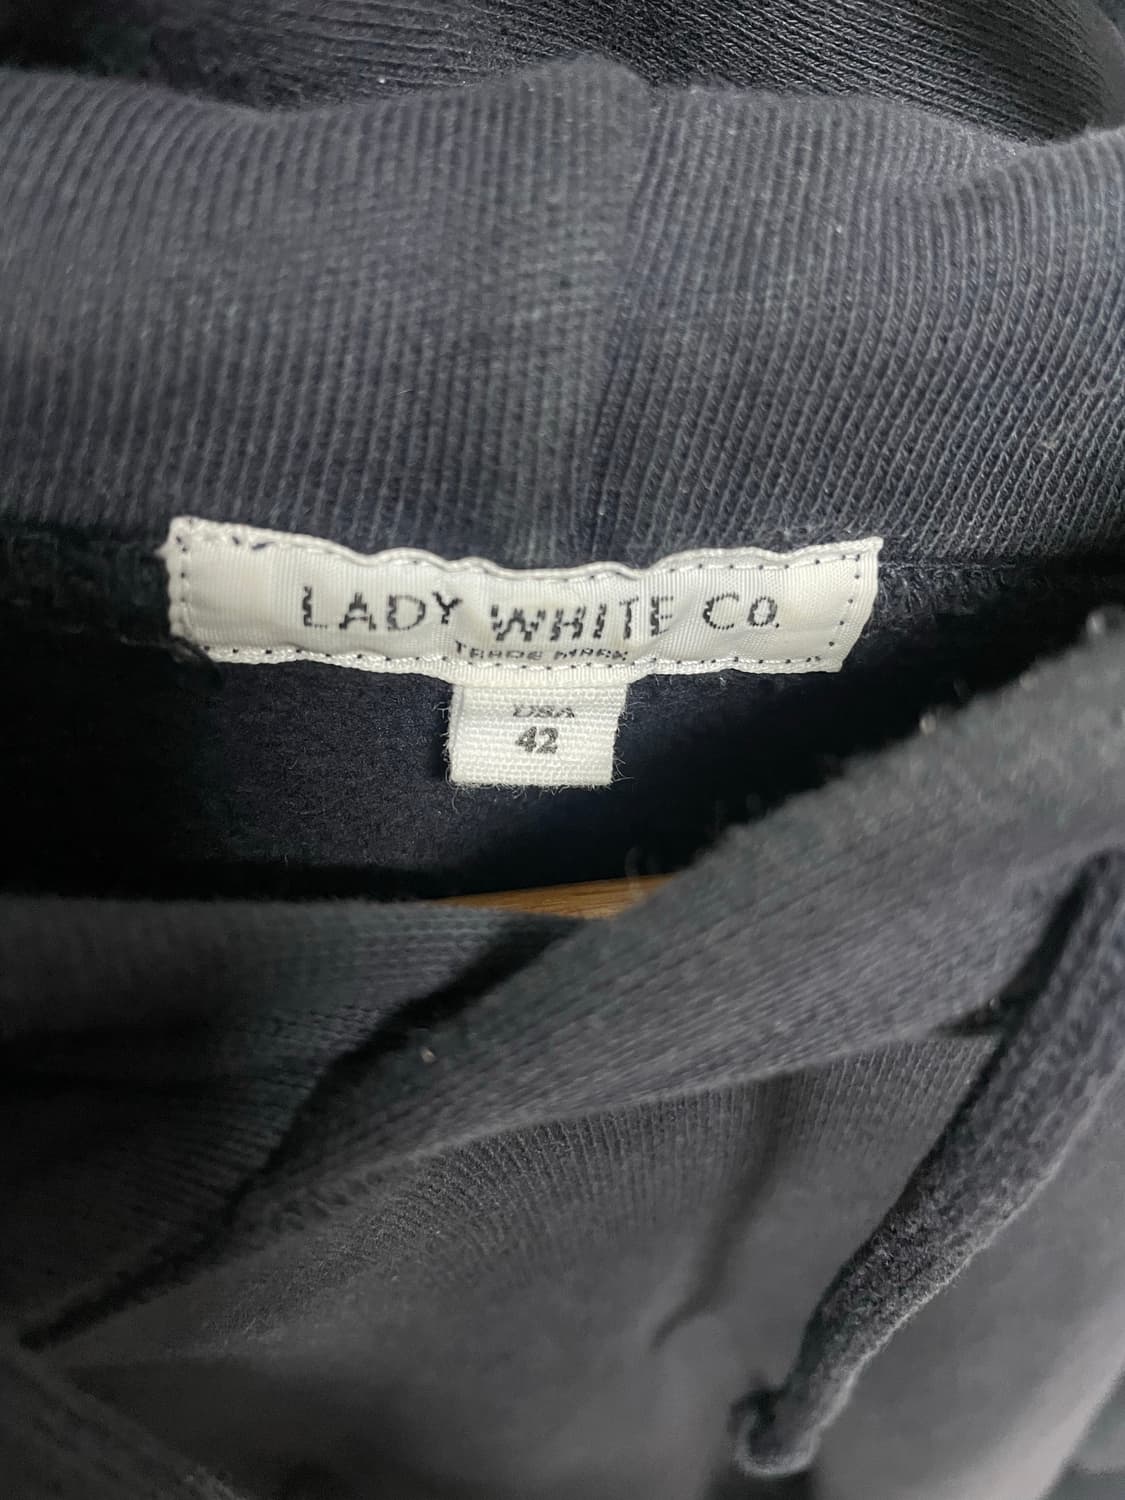 LADY WHITE CO.
TRADE MARK
USA
42